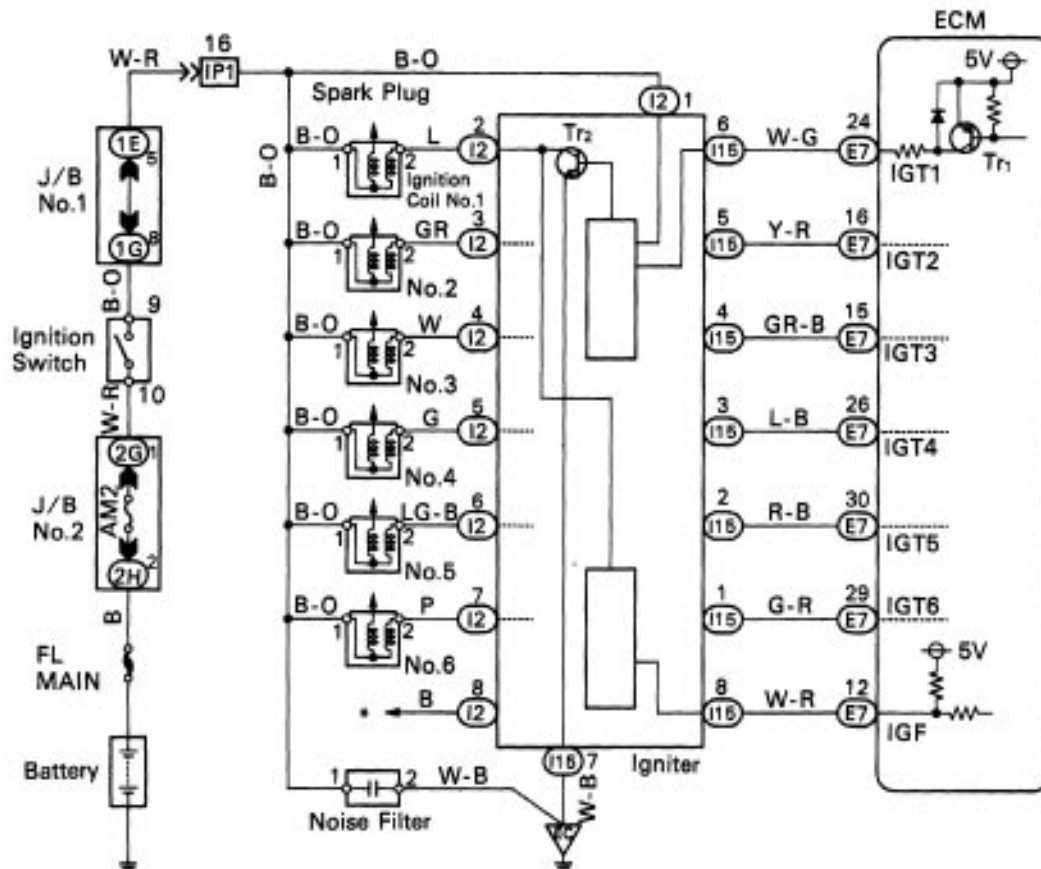 ECM
16
W-R
IP1
B-O
5V
Spark Plug
I2 1
1E
5
J/B
No.1
1G
8
B-O
B-O
1
2
L
2
I2
Ignition
Coil No.1
Tr2
6
I15
W-G
24
E7
IGT1
Tr1
B-O
1
2
GR
3
I2
No.2
5
I15
Y-R
16
E7
IGT2
B-O
9
Ignition
Switch
10
W-R
B-O
1
2
W
4
I2
No.3
4
I15
GR-B
15
E7
IGT3
B-O
1
2
G
5
I2
No.4
3
I15
L-B
26
E7
IGT4
2G
1
J/B
No.2
AM2
2H
2
B-O
1
2
LG-B
6
I2
No.5
2
I15
R-B
30
E7
IGT5
B
B-O
1
2
P
7
I2
No.6
1
I15
G-R
29
E7
IGT6
FL
MAIN
5V
*
B
8
I2
8
I15
W-R
12
E7
IGF
Battery
1
2
W-B
Noise Filter
I15 7
Igniter
W-B